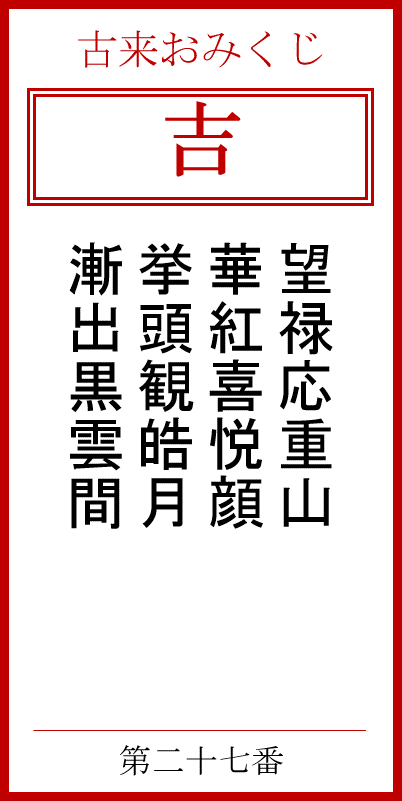 古来おみくじ
吉
望禄応重山
華紅喜悦顔
挙頭観皓月
漸出黒雲間
第二十七番